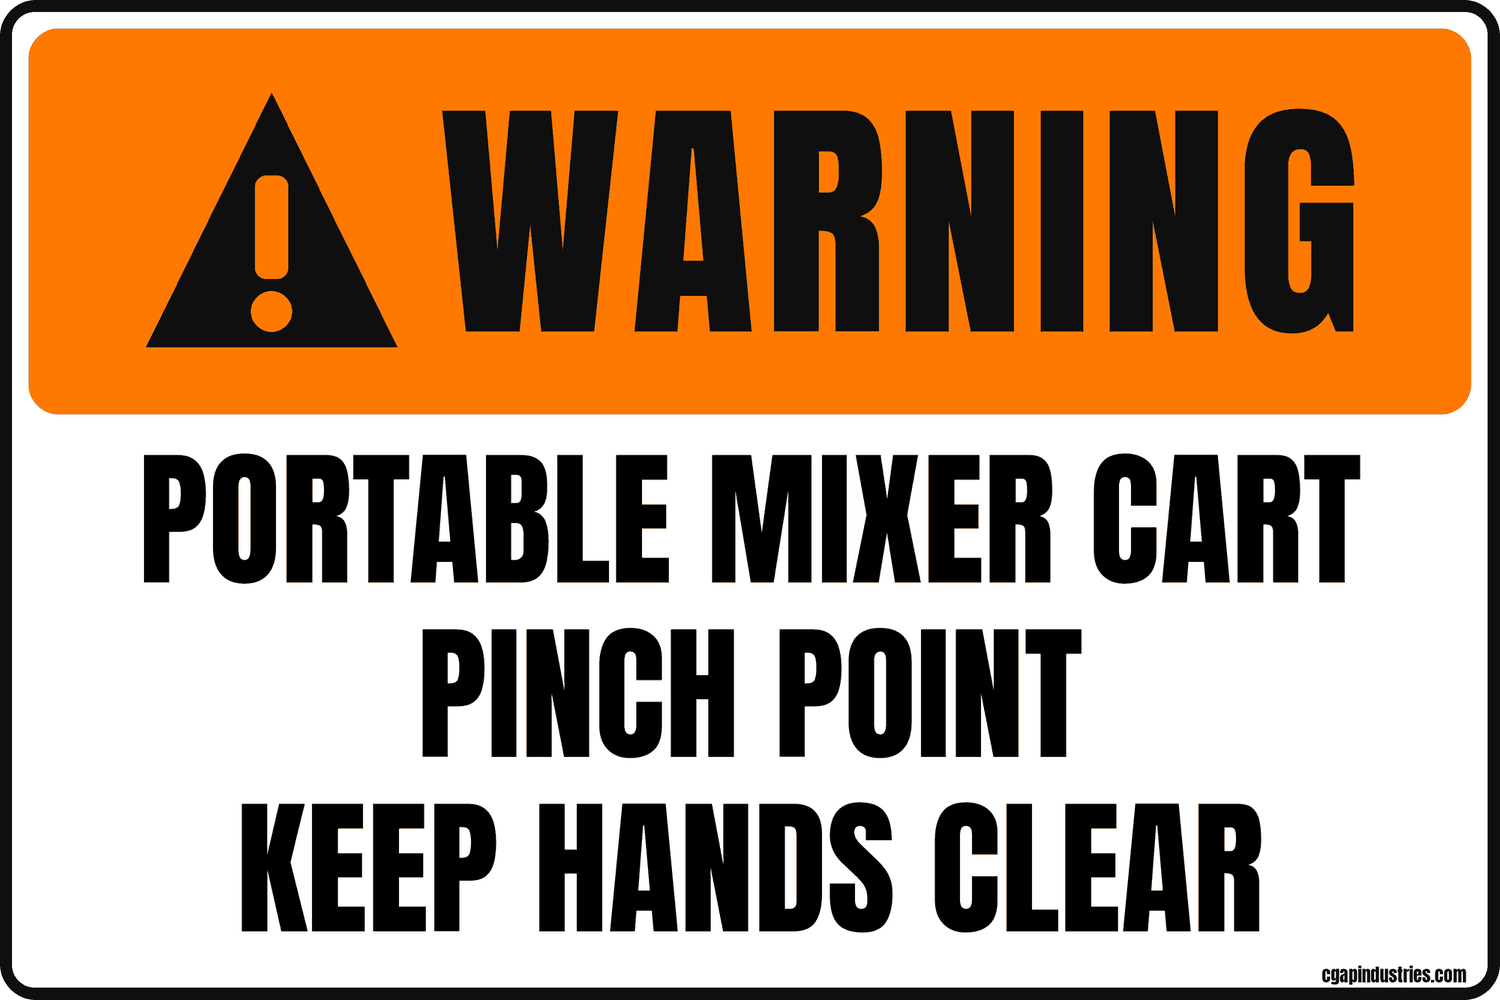 WARNING
PORTABLE MIXER CART
PINCH POINT
KEEP HANDS CLEAR
cgapindustries.com